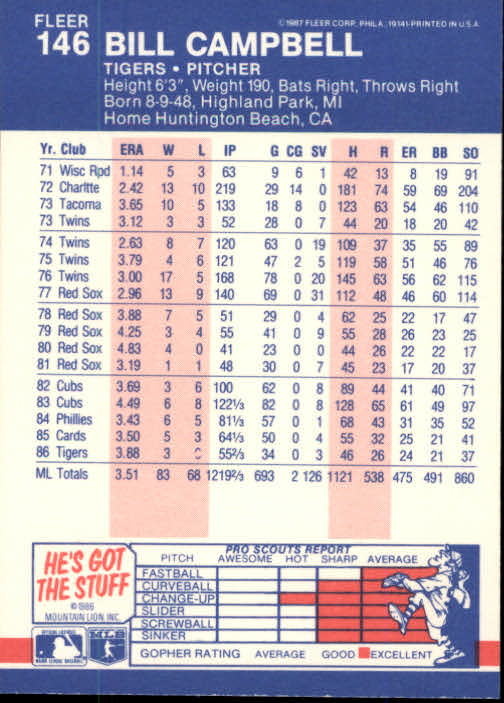 FLEER
©1987 FLEER CORP., PHILA., 19141-PRINTED IN U.S.A.
146 BILL CAMPBELL
TIGERS • PITCHER
Height 6'3", Weight 190, Bats Right, Throws Right
Born 8-9-48, Highland Park, MI
Home Huntington Beach, CA
Yr. Club ERA W L IP G CG SV H R ER BB SO
71 Wisc Rpd 1.14 5 3 63 9 6 1 42 13 8 19 91
72 Charltte 2.42 13 10 219 29 14 0 181 74 59 69 204
73 Tacoma 3.65 10 5 133 18 8 0 123 63 54 46 110
73 Twins 3.12 3 3 52 28 0 7 44 20 18 20 42
74 Twins 2.63 8 7 120 63 0 19 109 37 35 55 89
75 Twins 3.79 4 6 121 47 2 5 119 58 51 46 76
76 Twins 3.00 17 5 168 78 0 20 145 63 56 62 115
77 Red Sox 2.96 13 9 140 69 0 31 112 48 46 60 114
78 Red Sox 3.88 7 5 51 29 0 4 62 25 22 17 47
79 Red Sox 4.25 3 4 55 41 0 9 55 28 26 23 25
80 Red Sox 4.83 4 0 41 23 0 0 44 26 22 22 17
81 Red Sox 3.19 1 1 48 30 0 7 45 23 17 20 37
82 Cubs 3.69 3 6 100 62 0 8 89 44 41 40 71
83 Cubs 4.49 6 8 122⅓ 82 0 8 128 65 61 49 97
84 Phillies 3.43 6 5 81⅓ 57 0 1 68 43 31 35 52
85 Cards 3.50 5 3 64⅓ 50 0 4 55 32 25 21 41
86 Tigers 3.88 3 55⅔ 34 0 3 46 26 24 21 37
ML Totals 3.51 83 68 1219⅔ 693 2 126 1121 538 475 491 860
HE'S GOT
THE STUFF
©1986
MOUNTAIN LION, INC.
PRO SCOUTS REPORT
PITCH AWESOME HOT SHARP AVERAGE
FASTBALL
CURVEBALL
CHANGE-UP
SLIDER
SCREWBALL
SINKER
GOPHER RATING AVERAGE GOOD EXCELLENT
MAJOR LEAGUE BASEBALL
MLB